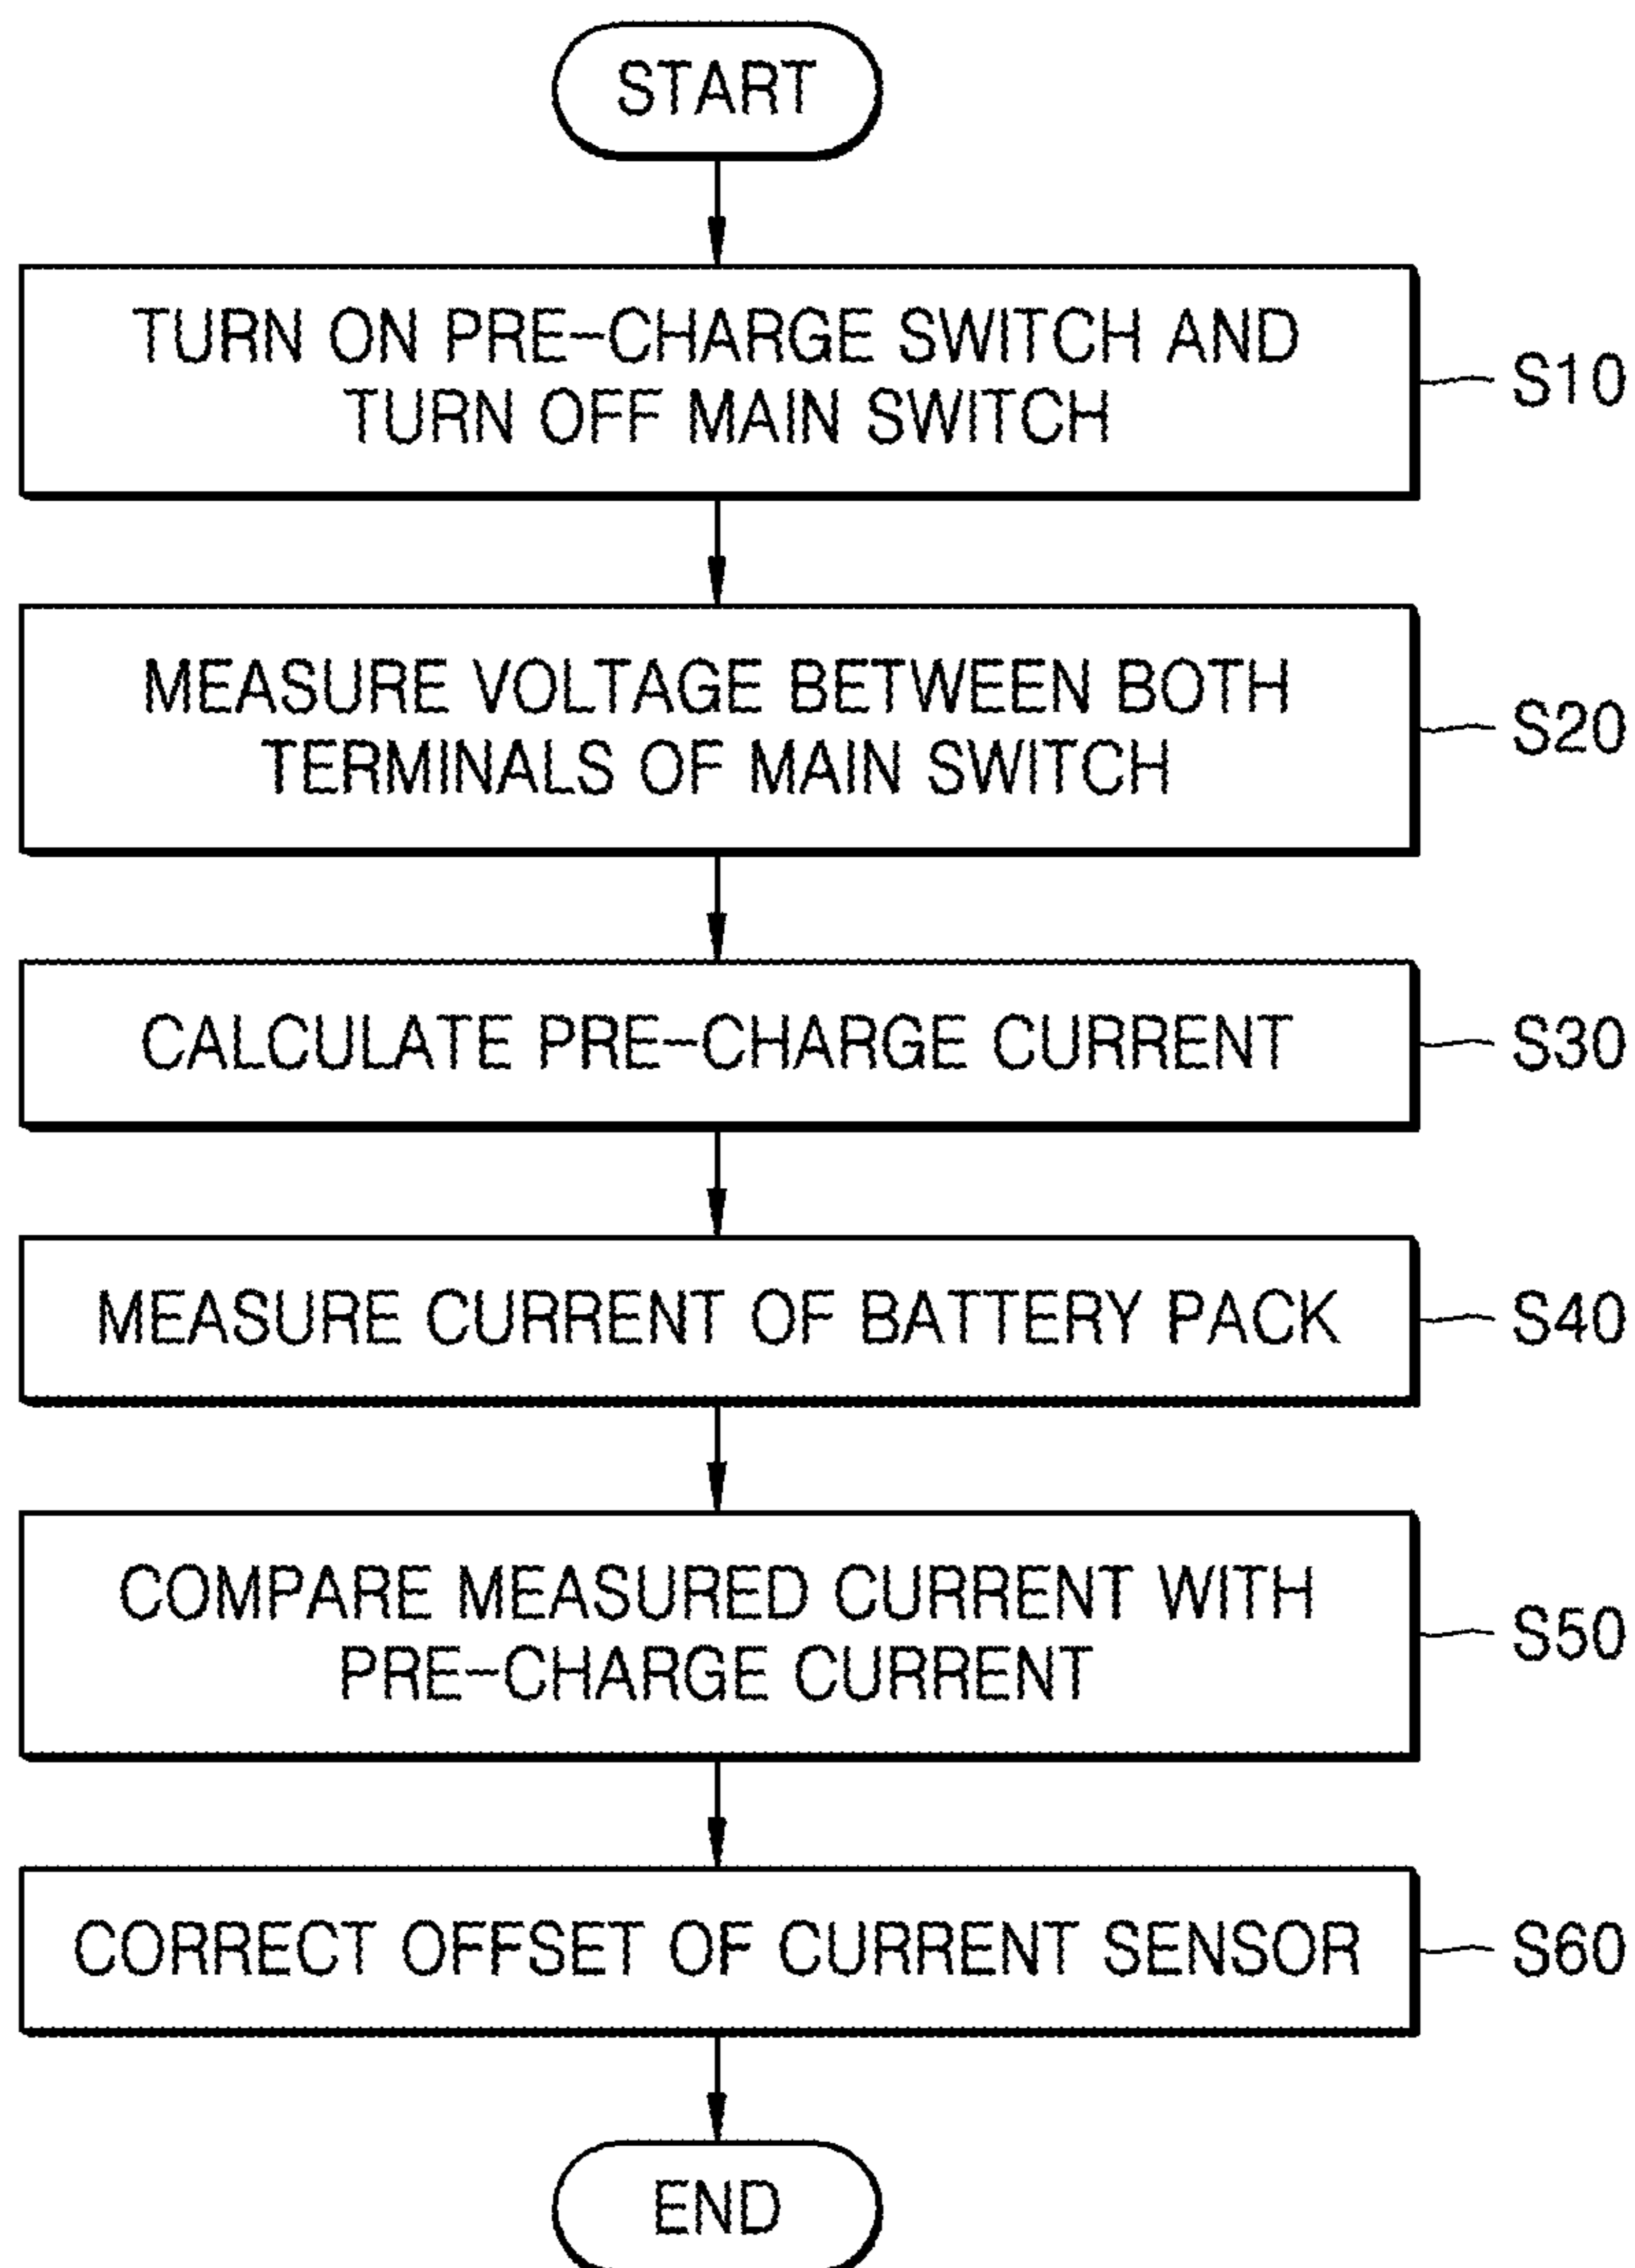 START
TURN ON PRE-CHARGE SWITCH AND
TURN OFF MAIN SWITCH
S10
MEASURE VOLTAGE BETWEEN BOTH
TERMINALS OF MAIN SWITCH
S20
CALCULATE PRE-CHARGE CURRENT
S30
MEASURE CURRENT OF BATTERY PACK
S40
COMPARE MEASURED CURRENT WITH
PRE-CHARGE CURRENT
S50
CORRECT OFFSET OF CURRENT SENSOR
S60
END